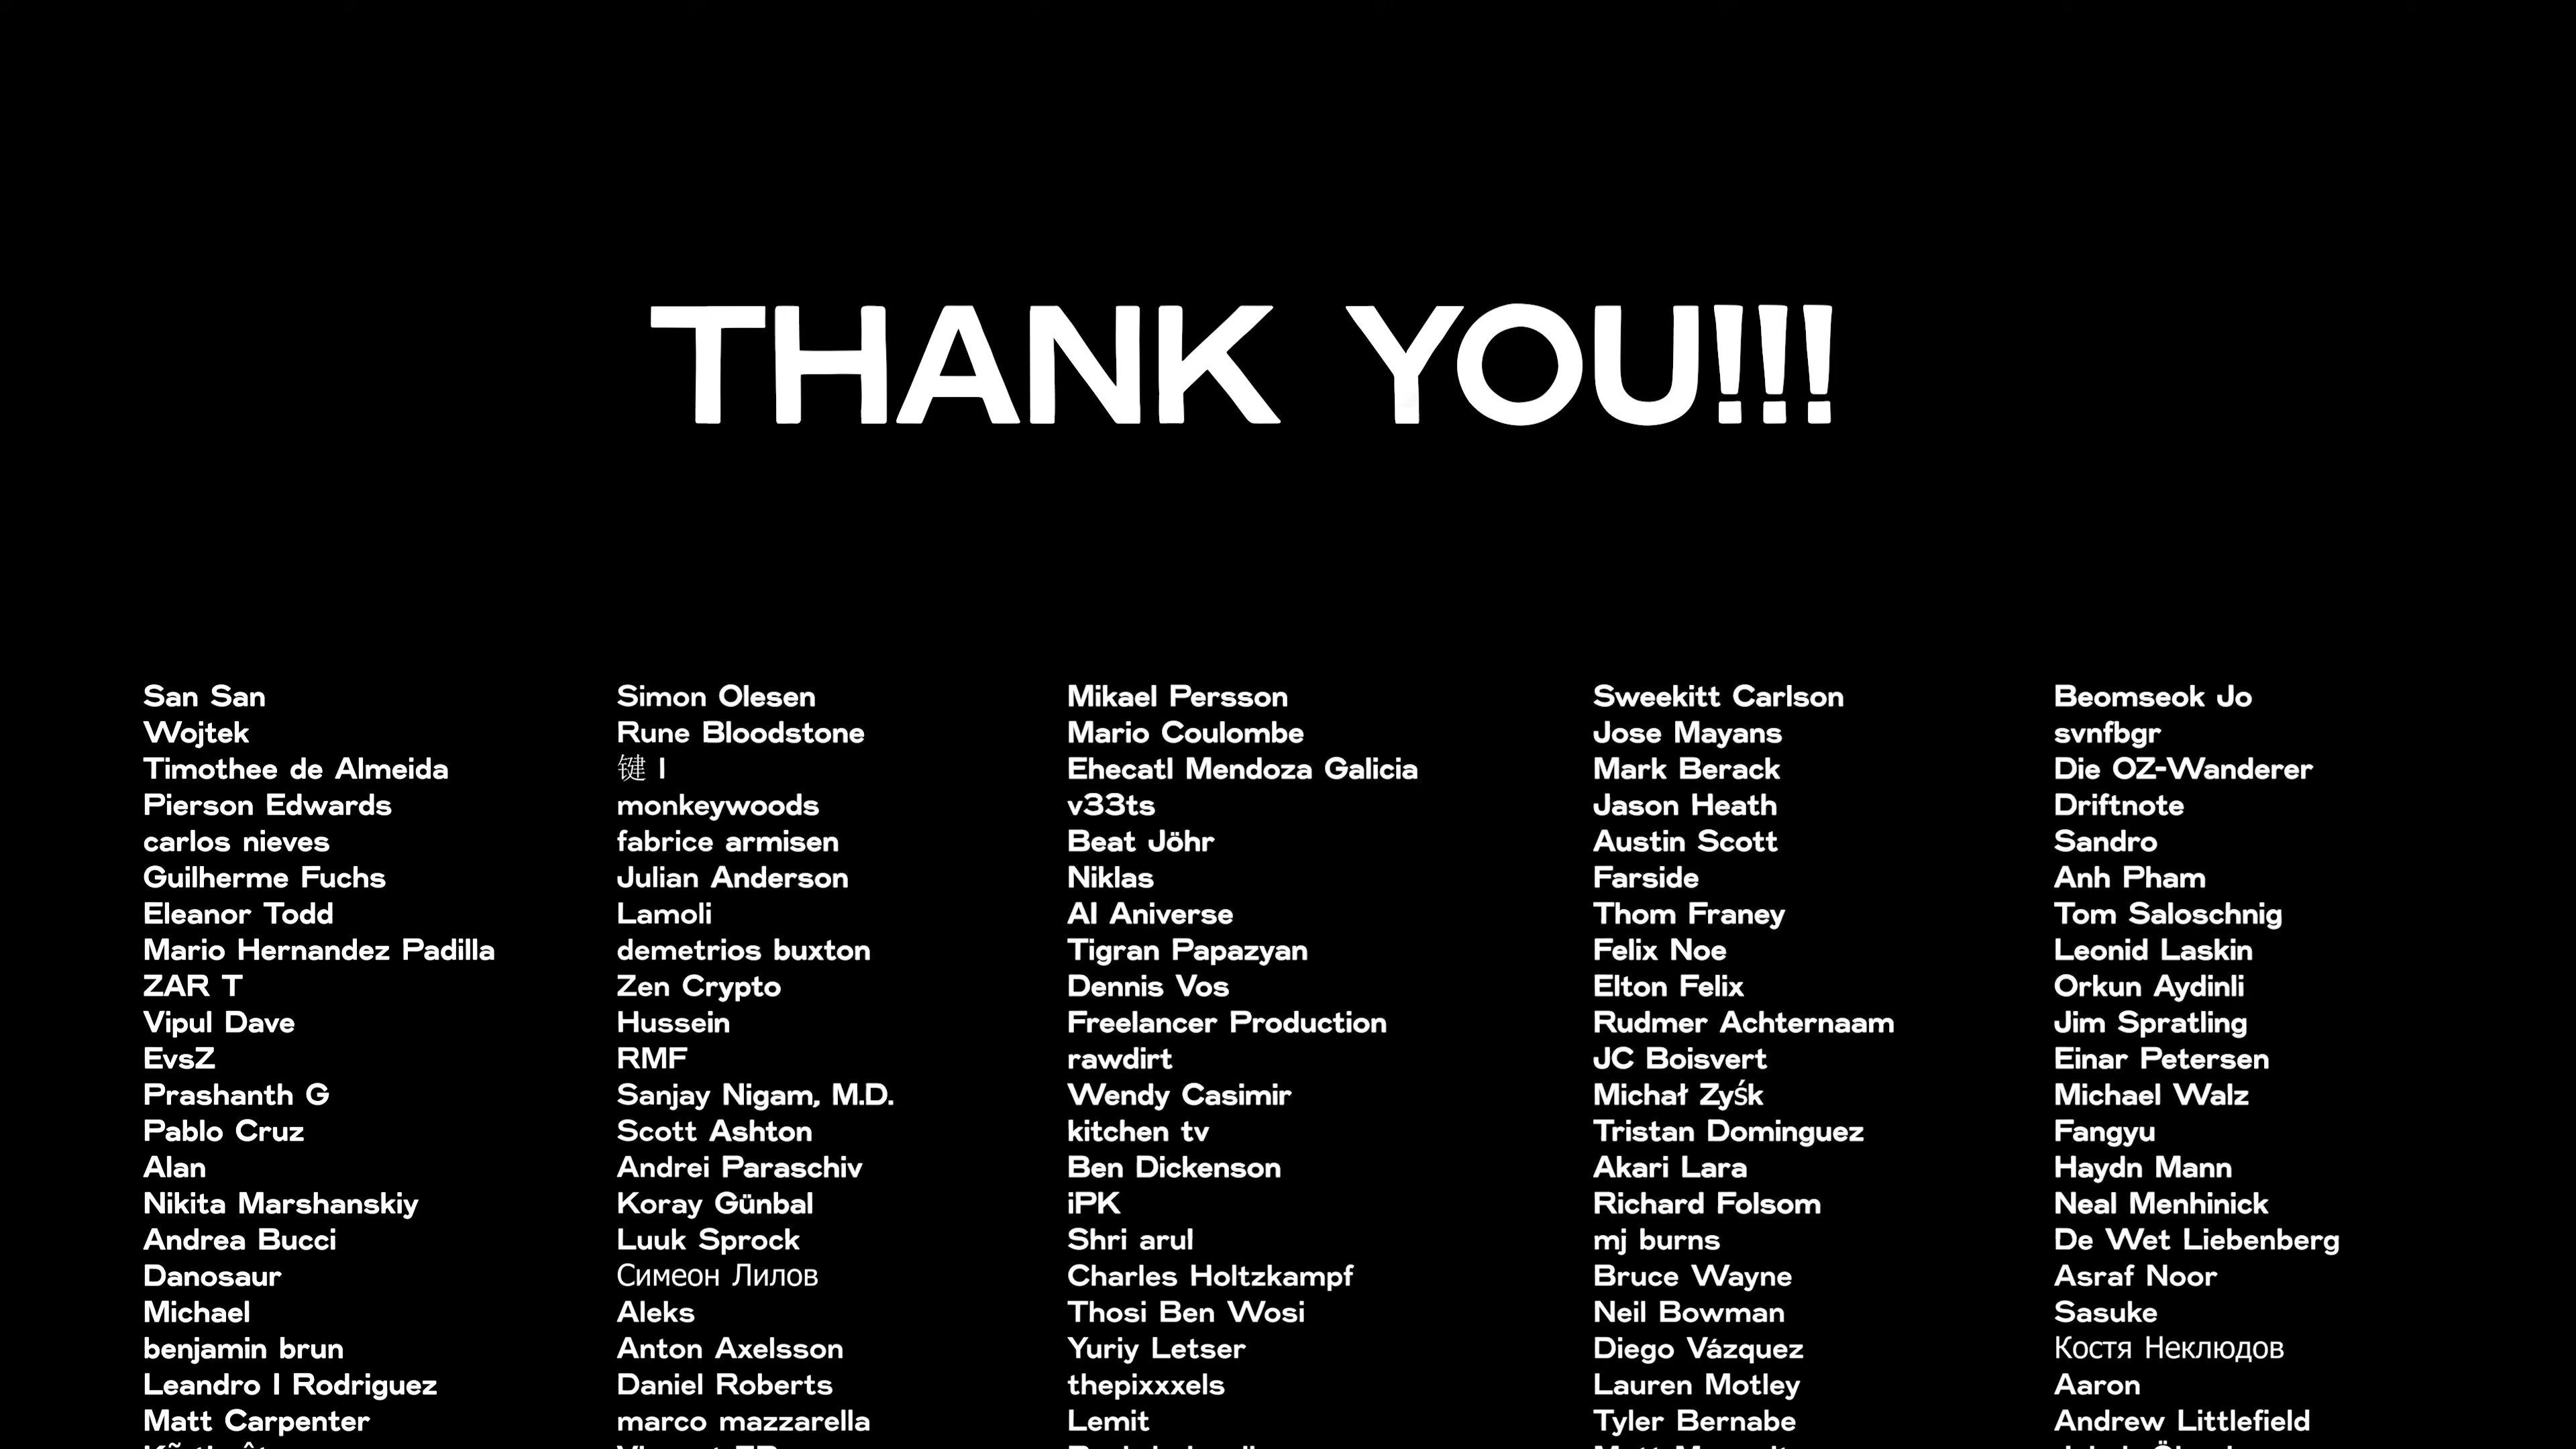 THANK YOU!!!
San San
Wojtek
Timothee de Almeida
Pierson Edwards
carlos nieves
Guilherme Fuchs
Eleanor Todd
Mario Hernandez Padilla
ZAR T
Vipul Dave
EvsZ
Prashanth G
Pablo Cruz
Alan
Nikita Marshanskiy
Andrea Bucci
Danosaur
Michael
benjamin brun
Leandro I Rodriguez
Matt Carpenter
Simon Olesen
Rune Bloodstone
键 I
monkeywoods
fabrice armisen
Julian Anderson
Lamoli
demetrios buxton
Zen Crypto
Hussein
RMF
Sanjay Nigam, M.D.
Scott Ashton
Andrei Paraschiv
Koray Günbal
Luuk Sprock
Симеон Лилов
Aleks
Anton Axelsson
Daniel Roberts
marco mazzarella
Mikael Persson
Mario Coulombe
Ehecatl Mendoza Galicia
v33ts
Beat Jöhr
Niklas
AI Aniverse
Tigran Papazyan
Dennis Vos
Freelancer Production
rawdirt
Wendy Casimir
kitchen tv
Ben Dickenson
iPK
Shri arul
Charles Holtzkampf
Thosi Ben Wosi
Yuriy Letser
thepixxxels
Lemit
Sweekitt Carlson
Jose Mayans
Mark Berack
Jason Heath
Austin Scott
Farside
Thom Franey
Felix Noe
Elton Felix
Rudmer Achternaam
JC Boisvert
Michał Zyśk
Tristan Dominguez
Akari Lara
Richard Folsom
mj burns
Bruce Wayne
Neil Bowman
Diego Vázquez
Lauren Motley
Tyler Bernabe
Beomseok Jo
svnfbgr
Die OZ-Wanderer
Driftnote
Sandro
Anh Pham
Tom Saloschnig
Leonid Laskin
Orkun Aydinli
Jim Spratling
Einar Petersen
Michael Walz
Fangyu
Haydn Mann
Neal Menhinick
De Wet Liebenberg
Asraf Noor
Sasuke
Костя Неклюдов
Aaron
Andrew Littlefield